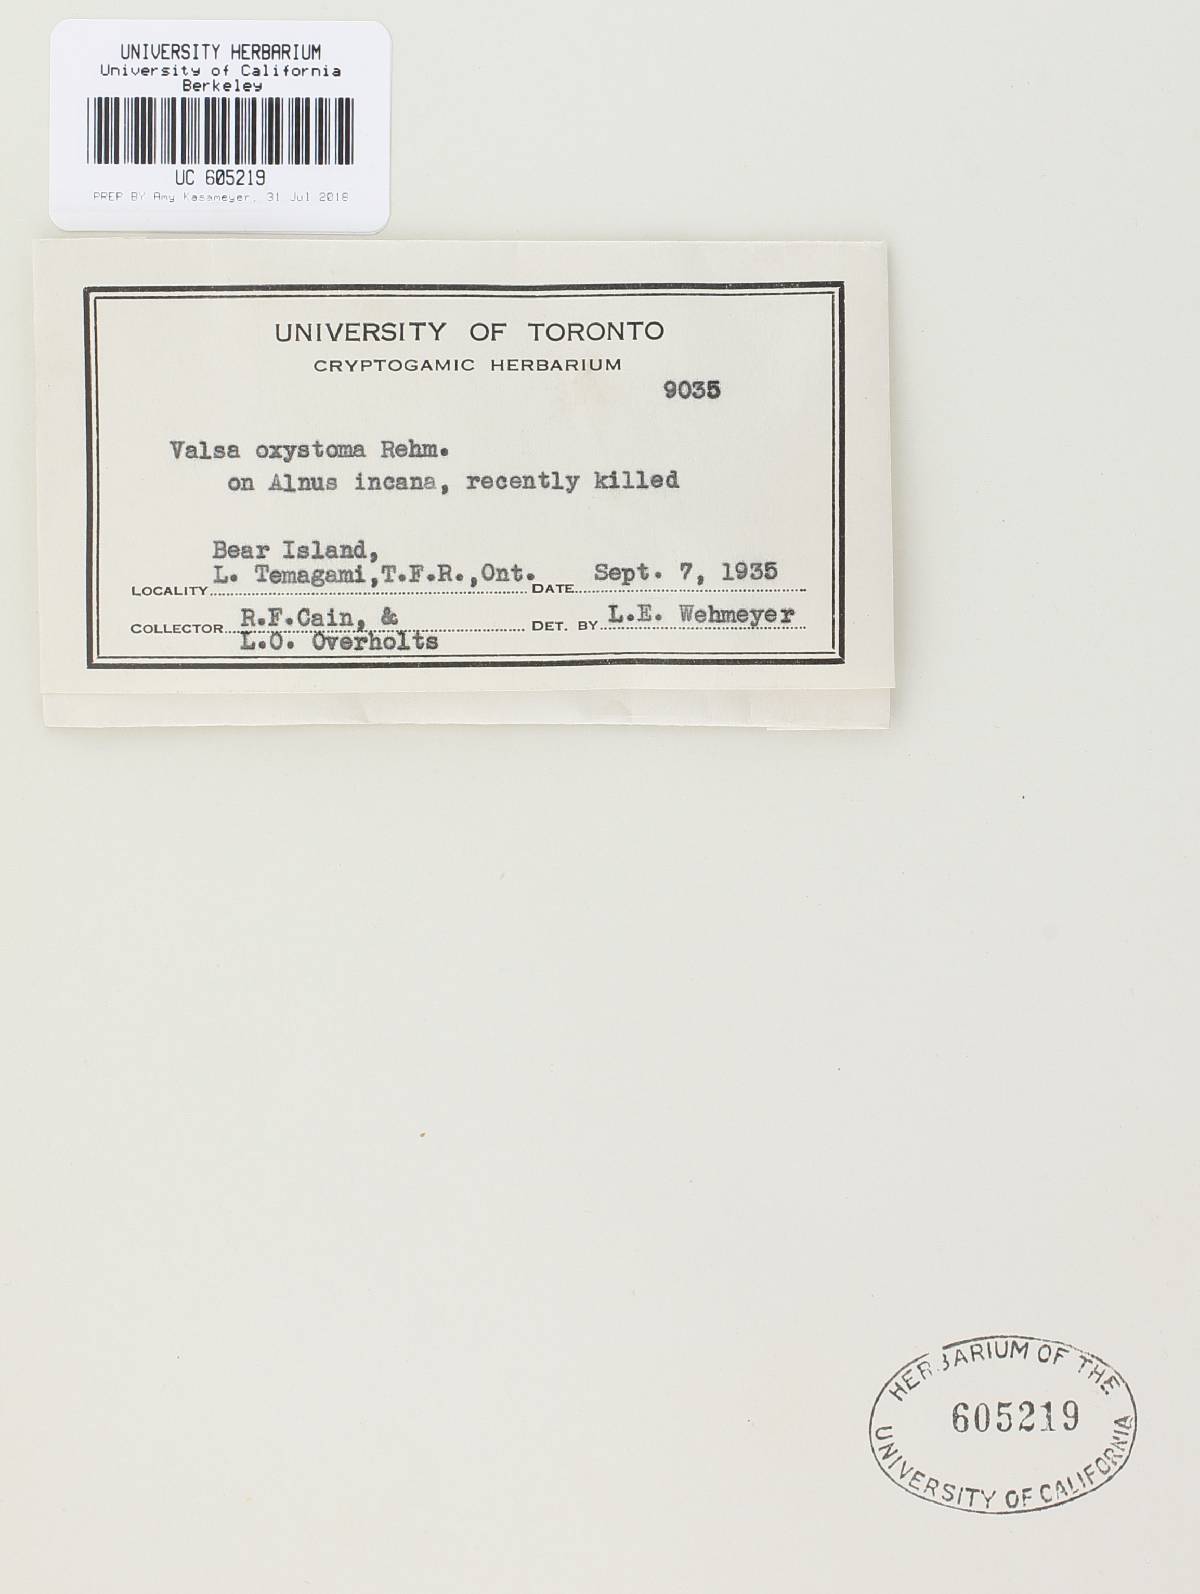 UNIVERSITY HERBARIUM
University of California
Berkeley
UC 605219
PREP BY Amy Kasameyer, 31 Jul 2018
UNIVERSITY OF TORONTO
CRYPTOGAMIC HERBARIUM
9035
Valsa oxystoma Rehm.
on Alnus incana, recently killed
Bear Island,
LOCALITY L. Temagami,T.F.R.,Ont. DATE Sept. 7, 1935
COLLECTOR R.F.Cain, & DET. BY L.E. Wehmeyer
L.O. Overholts
HERBARIUM OF THE
605219
UNIVERSITY OF CALIFORNIA